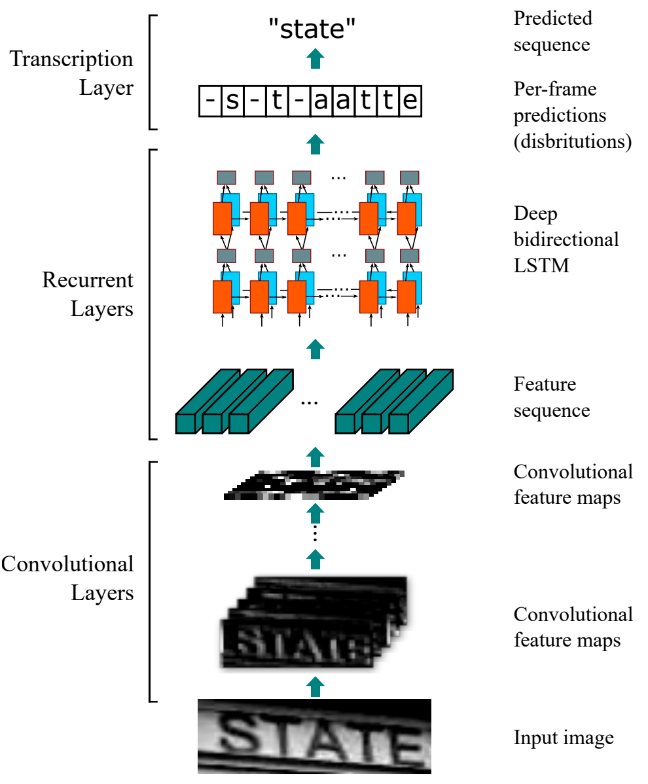 "state"
Predicted
sequence
Transcription
Layer
-s-t-aatte
Per-frame
predictions
(disbritutions)
Deep
bidirectional
LSTM
Recurrent
Layers
...
Feature
sequence
Convolutional
feature maps
Convolutional
Layers
STATE
Convolutional
feature maps
STATE
Input image